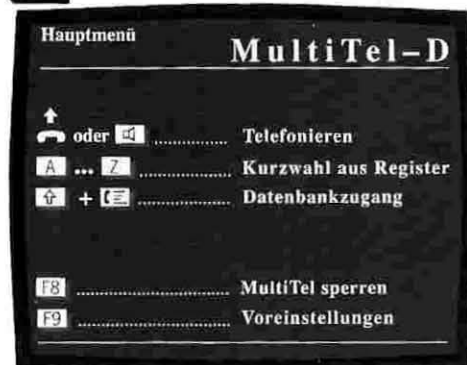 Hauptmenü
MultiTel–D
oder .............. Telefonieren
A ... Z .............. Kurzwahl aus Register
+ .............. Datenbankzugang
F8 .............. MultiTel sperren
F9 .............. Voreinstellungen